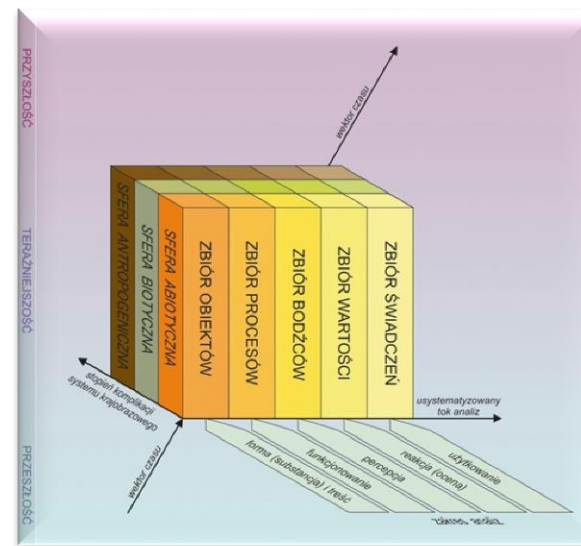 PRZYSZŁOŚĆ
TERAŹNIEJSZOŚĆ
PRZESZŁOŚĆ
wektor czasu
SFERA ANTROPOGENICZNA
SFERA BIOTYCZNA
SFERA ABIOTYCZNA
ZBIÓR OBIEKTÓW
ZBIÓR PROCESÓW
ZBIÓR BODŹCÓW
ZBIÓR WARTOŚCI
ZBIÓR ŚWIADCZEŃ
stopień komplikacji
systemu krajobrazowego
usystematyzowany
tok analiz
wektor czasu
forma (substancja) i treść
funkcjonowanie
percepcja
reakcja (ocena)
użytkowanie